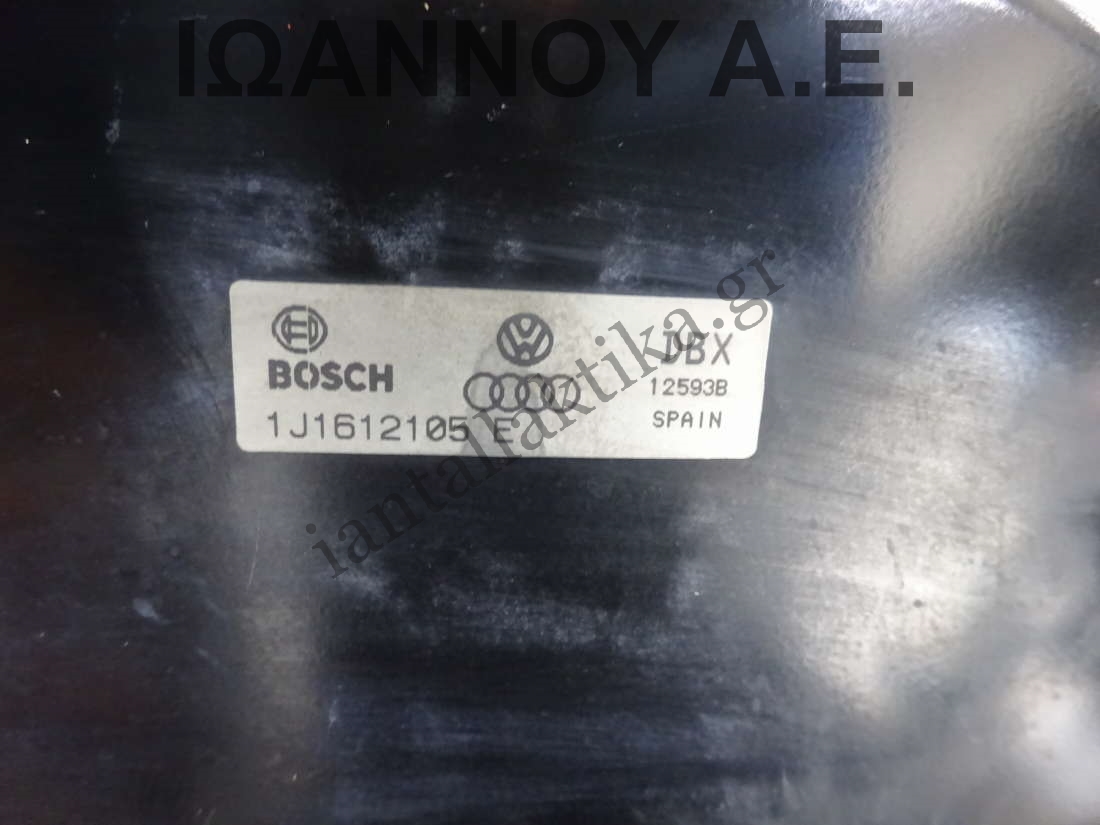 ΙΩΑΝΝΟΥ Α.Ε.
BOSCH
1J1612105 E
DBX
12593B
SPAIN
iantallaktika.gr